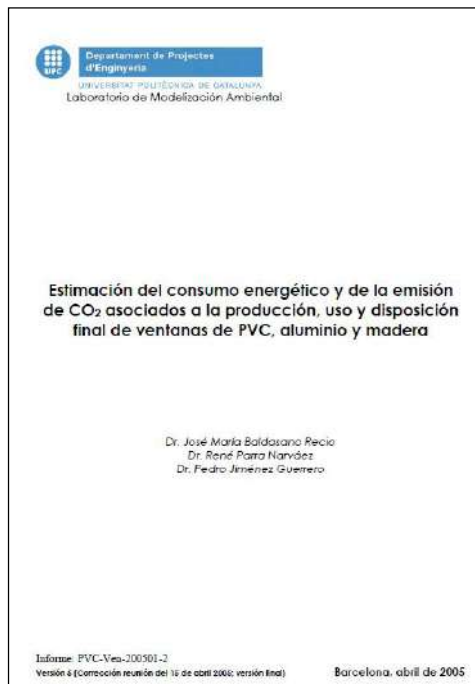 UPC
Departament de Projectes
d'Enginyeria
UNIVERSITAT POLITÈCNICA DE CATALUNYA
Laboratorio de Modelización Ambiental
Estimación del consumo energético y de la emisión
de CO₂ asociados a la producción, uso y disposición
final de ventanas de PVC, aluminio y madera
Dr. José María Baldasano Recio
Dr. René Parra Narváez
Dr. Pedro Jiménez Guerrero
Informe: PVC-Ven-200501-2
Versión 5 (Corrección reunión del 15 de abril 2005; versión final)
Barcelona, abril de 2005